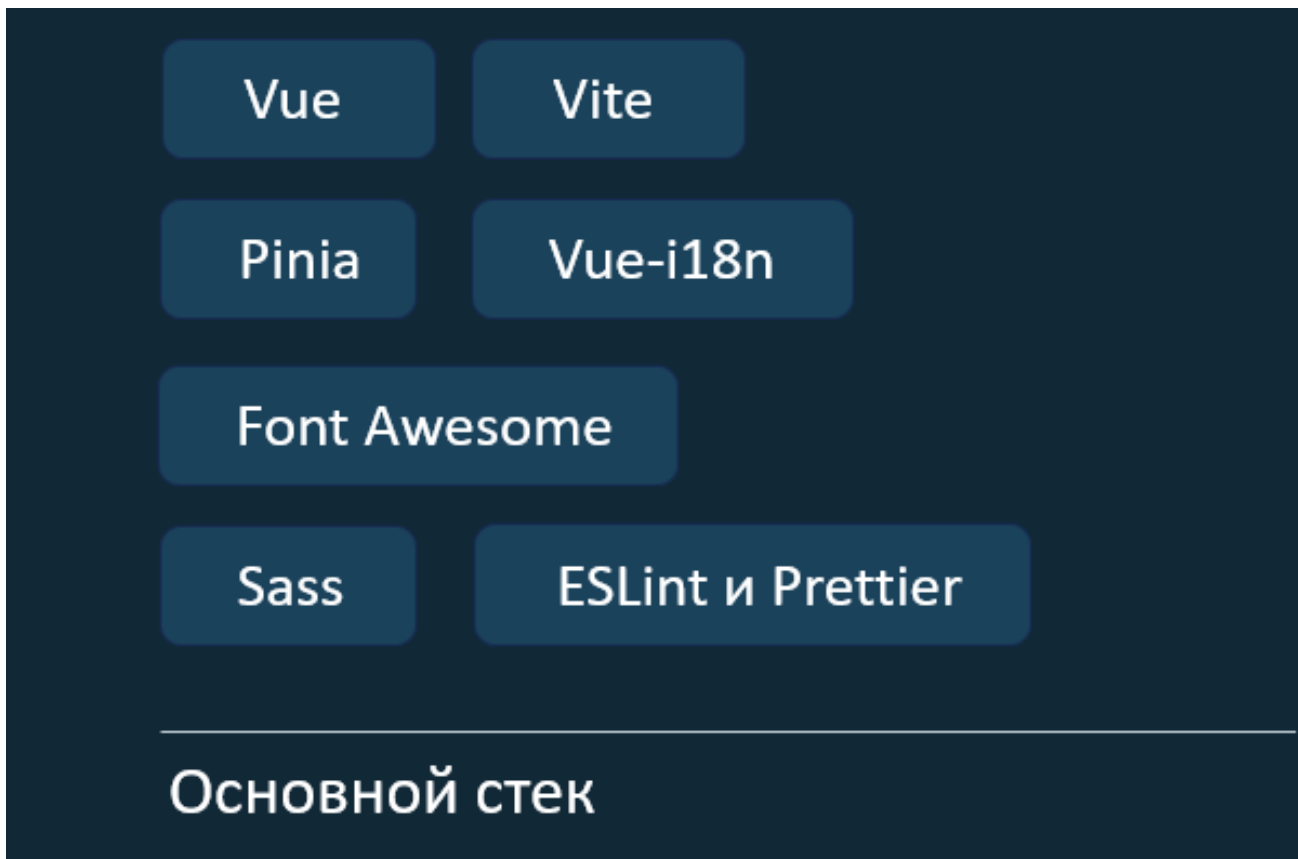 Vue Vite
Pinia Vue-i18n
Font Awesome
Sass ESLint и Prettier
Основной стек